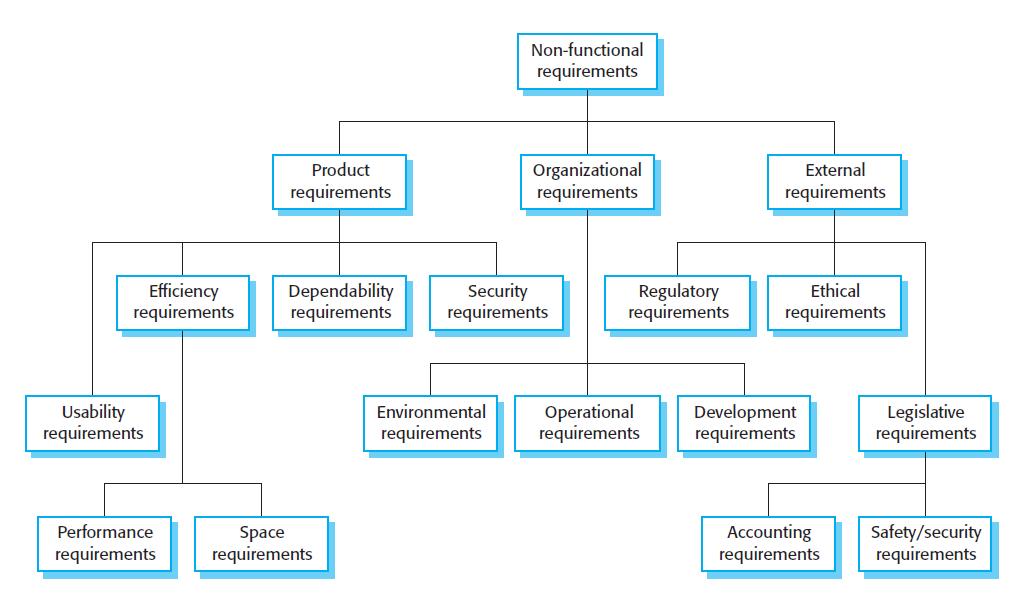 Non-functional
requirements
Product
requirements
Organizational
requirements
External
requirements
Efficiency
requirements
Dependability
requirements
Security
requirements
Regulatory
requirements
Ethical
requirements
Usability
requirements
Environmental
requirements
Operational
requirements
Development
requirements
Legislative
requirements
Performance
requirements
Space
requirements
Accounting
requirements
Safety/security
requirements